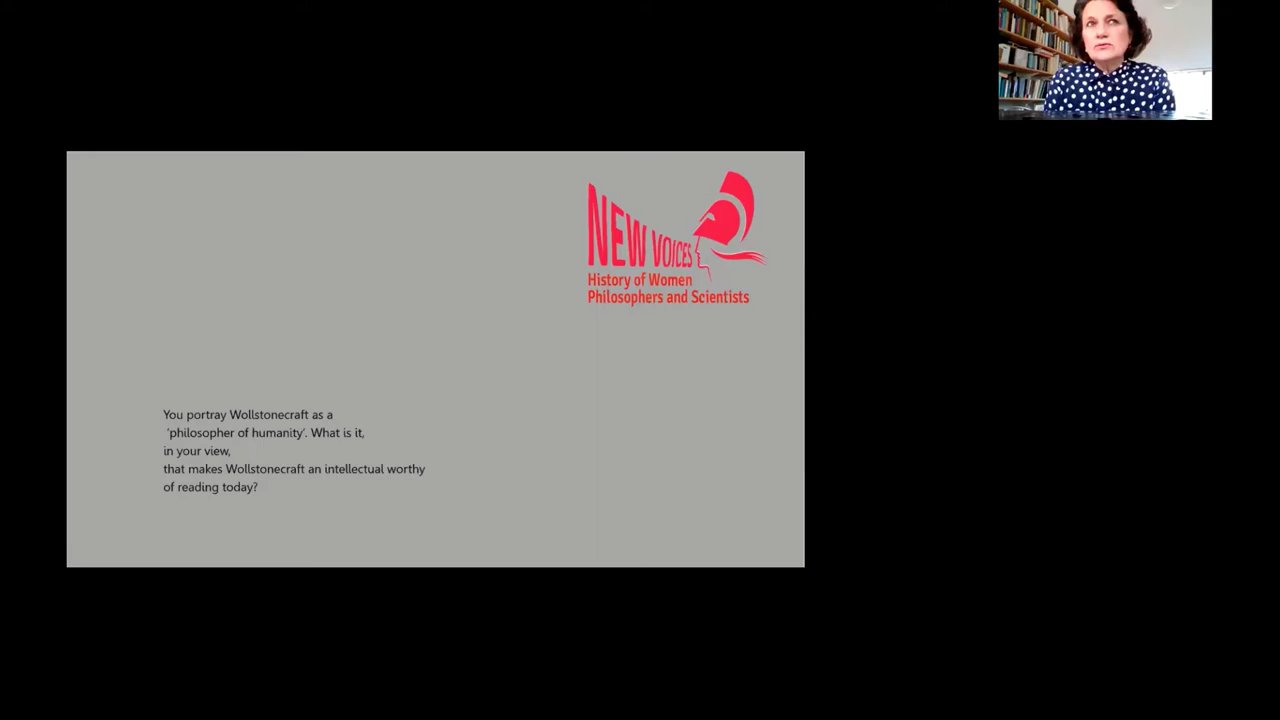 NEW VOICES
History of Women
Philosophers and Scientists
You portray Wollstonecraft as a
'philosopher of humanity'. What is it,
in your view,
that makes Wollstonecraft an intellectual worthy
of reading today?